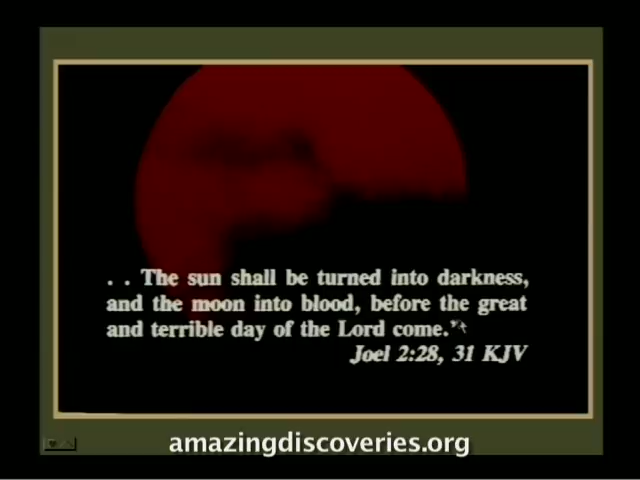 . . The sun shall be turned into darkness,
and the moon into blood, before the great
and terrible day of the Lord come."
Joel 2:28, 31 KJV
amazingdiscoveries.org